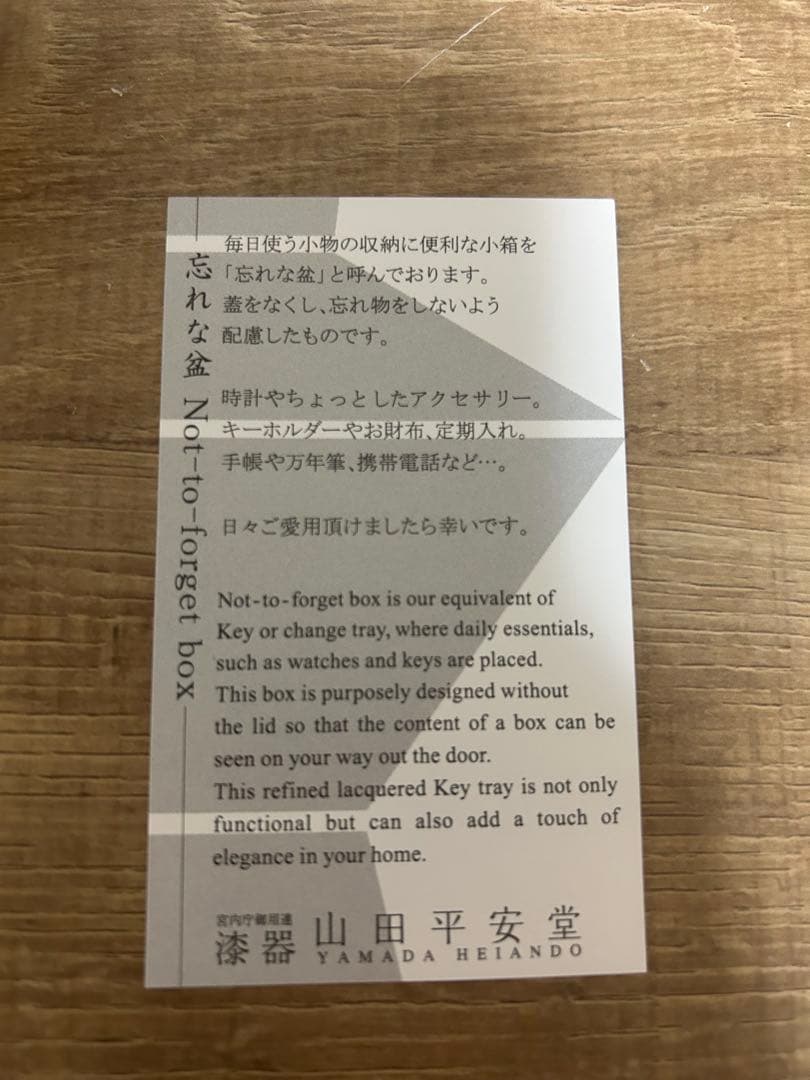 忘れな盆 Not-to-forget box
毎日使う小物の収納に便利な小箱を
「忘れな盆」と呼んでおります。
蓋をなくし、忘れ物をしないよう
配慮したものです。
時計やちょっとしたアクセサリー。
キーホルダーやお財布、定期入れ。
手帳や万年筆、携帯電話など…。
日々ご愛用頂けましたら幸いです。
Not-to-forget box is our equivalent of
Key or change tray, where daily essentials,
such as watches and keys are placed.
This box is purposely designed without
the lid so that the content of a box can be
seen on your way out the door.
This refined lacquered Key tray is not only
functional but can also add a touch of
elegance in your home.
宮内庁御用達
漆器 山田平安堂
YAMADA HEIANDO